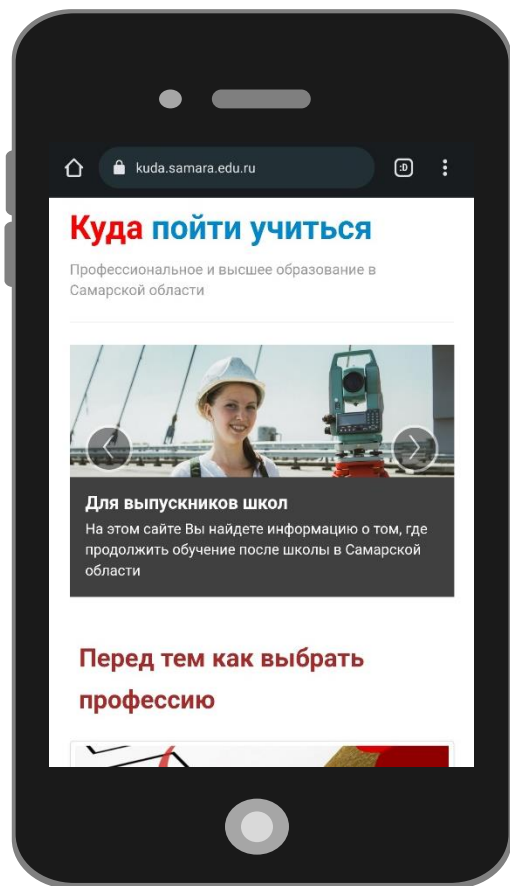 kuda.samara.edu.ru
:D
Куда пойти учиться
Профессиональное и высшее образование в
Самарской области
Для выпускников школ
На этом сайте Вы найдете информацию о том, где
продолжить обучение после школы в Самарской
области
Перед тем как выбрать
профессию